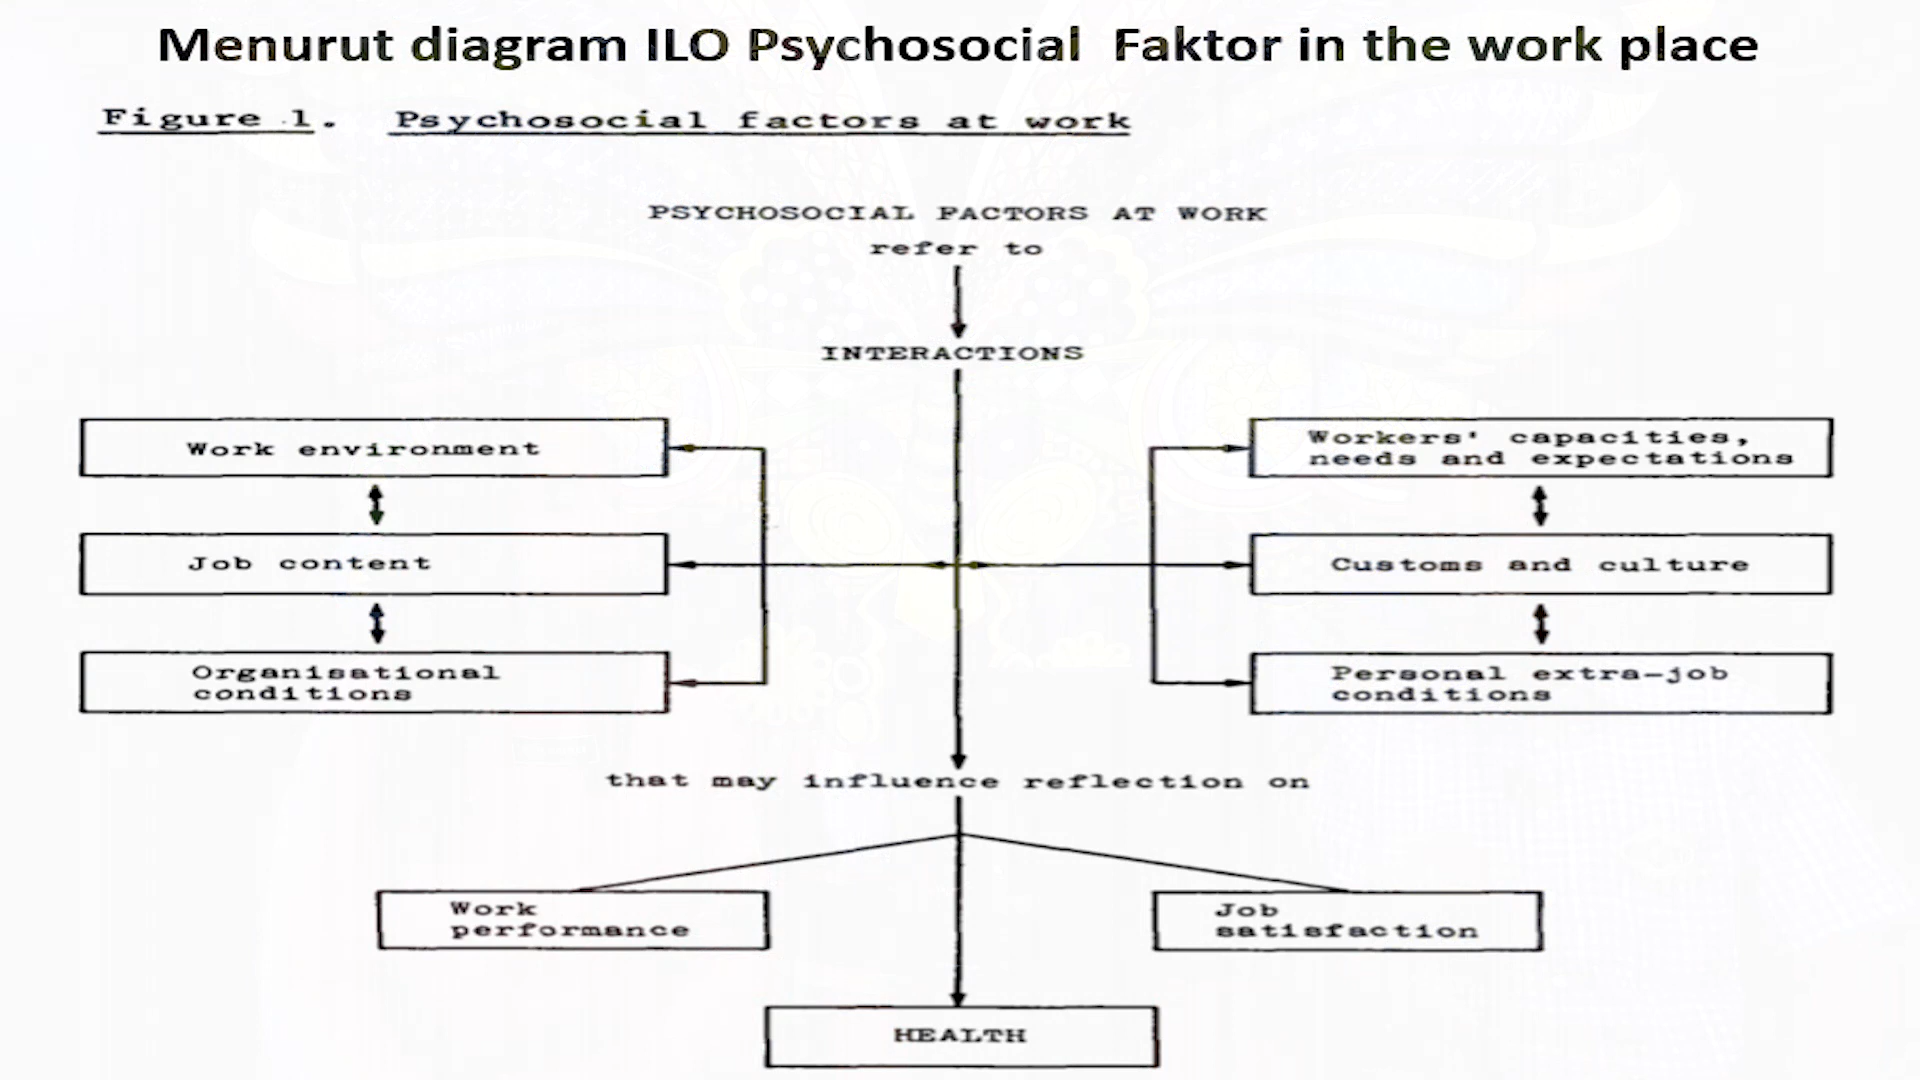 Menurut diagram ILO Psychosocial Faktor in the work place
Figure 1. Psychosocial factors at work
PSYCHOSOCIAL FACTORS AT WORK
refer to
INTERACTIONS
Work environment
Workers' capacities,
needs and expectations
Job content
Customs and culture
Organisational
conditions
Personal extra-job
conditions
that may influence reflection on
Work
performance
Job
satisfaction
HEALTH